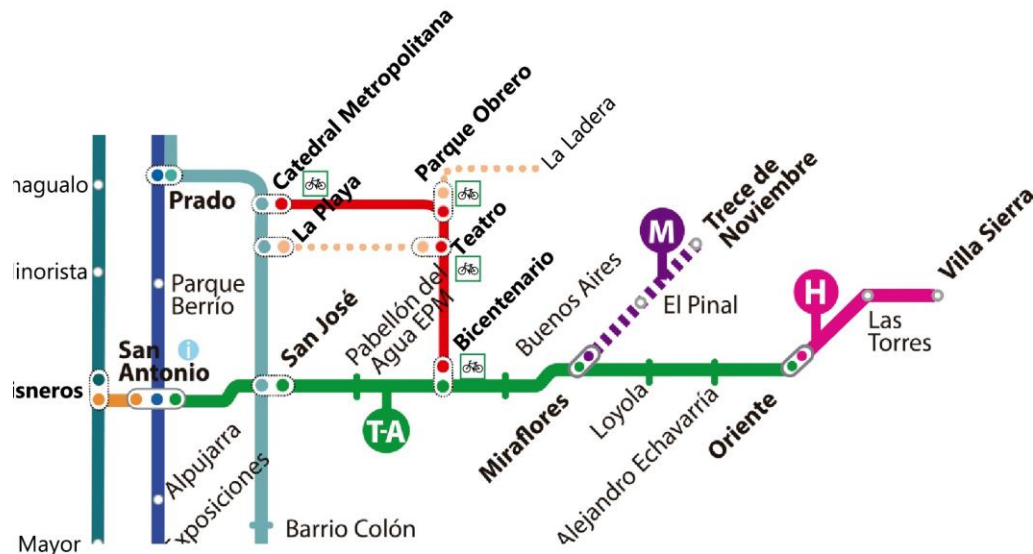 Catedral Metropolitana
Parque Obrero
La Ladera
nagualo
Prado
La Playa
Teatro
M
Trece de
Noviembre
Villa Sierra
H
inorista
Parque
Berrío
San José
Pabellón del
Agua EPM
Bicentenario
Buenos Aires
El Pinal
Las
Torres
San
Antonio
i
isneros
T-A
Miraflores
Loyola
Alejandro Echavarría
Oriente
Alpujarra
Exposiciones
Barrio Colón
Mayor